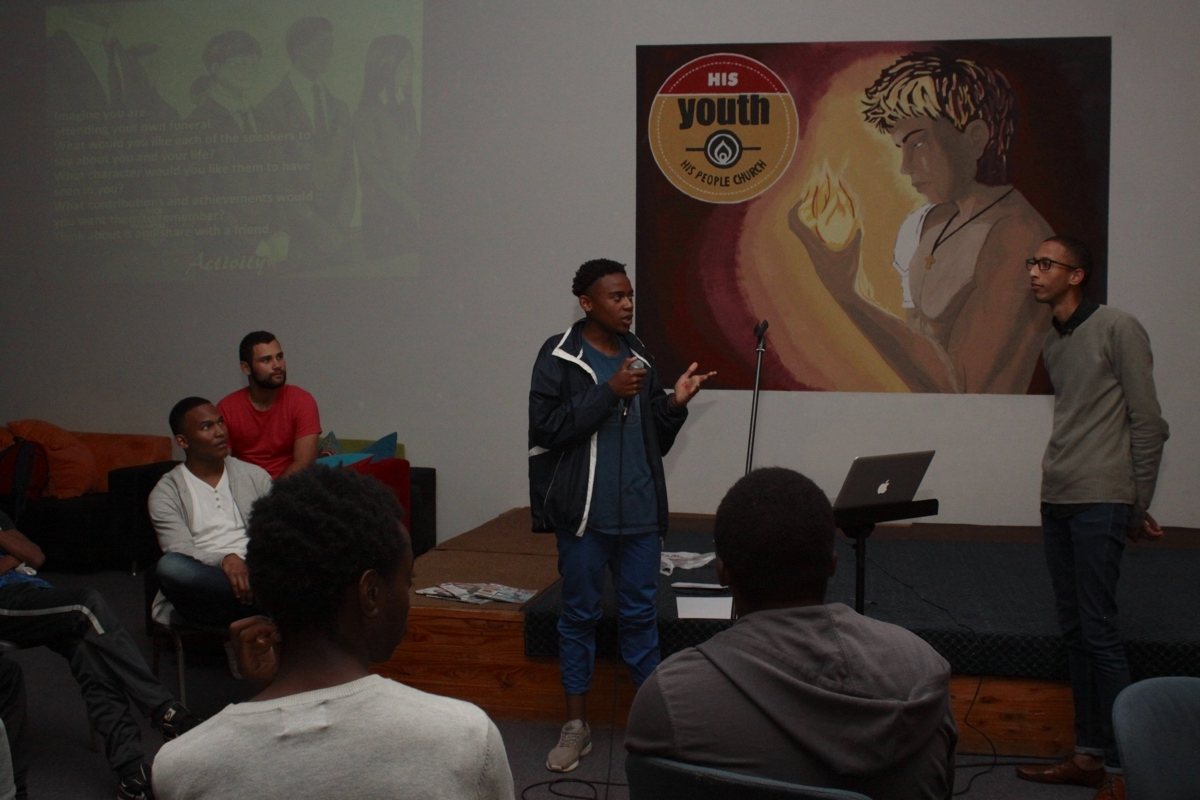 Imagine you are
attending your own funeral.
What would you like each of the speakers to
say about you and your life?
What character would you like them to have
seen in you?
What contributions and achievements would
you want them to remember?
Think about it and share with a friend.
Activity
HIS
youth
HIS PEOPLE CHURCH